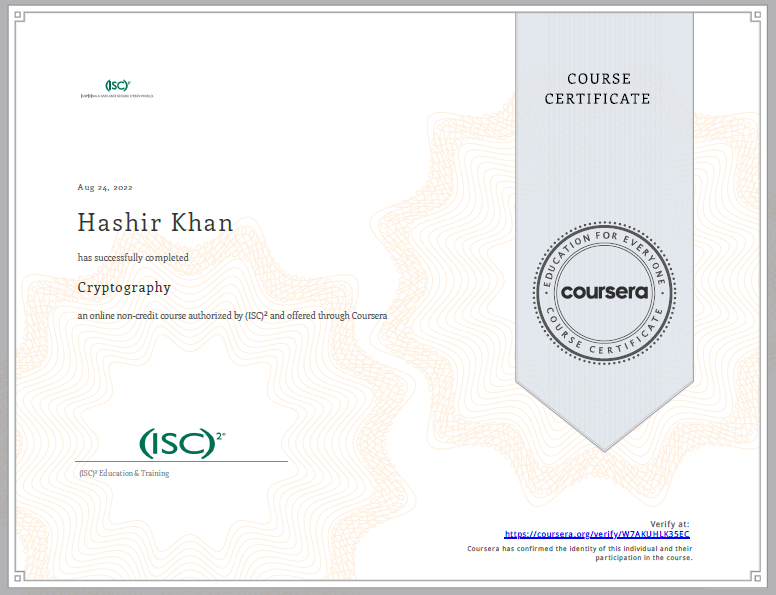 COURSE
CERTIFICATE
(ISC)²®
Aug 24, 2022
Hashir Khan
has successfully completed
Cryptography
an online non-credit course authorized by (ISC)² and offered through Coursera
EDUCATION FOR EVERYONE
coursera
COURSE CERTIFICATE
(ISC)²®
(ISC)² Education & Training
Verify at:
https://coursera.org/verify/W7AKUHLK35EC
Coursera has confirmed the identity of this individual and their
participation in the course.